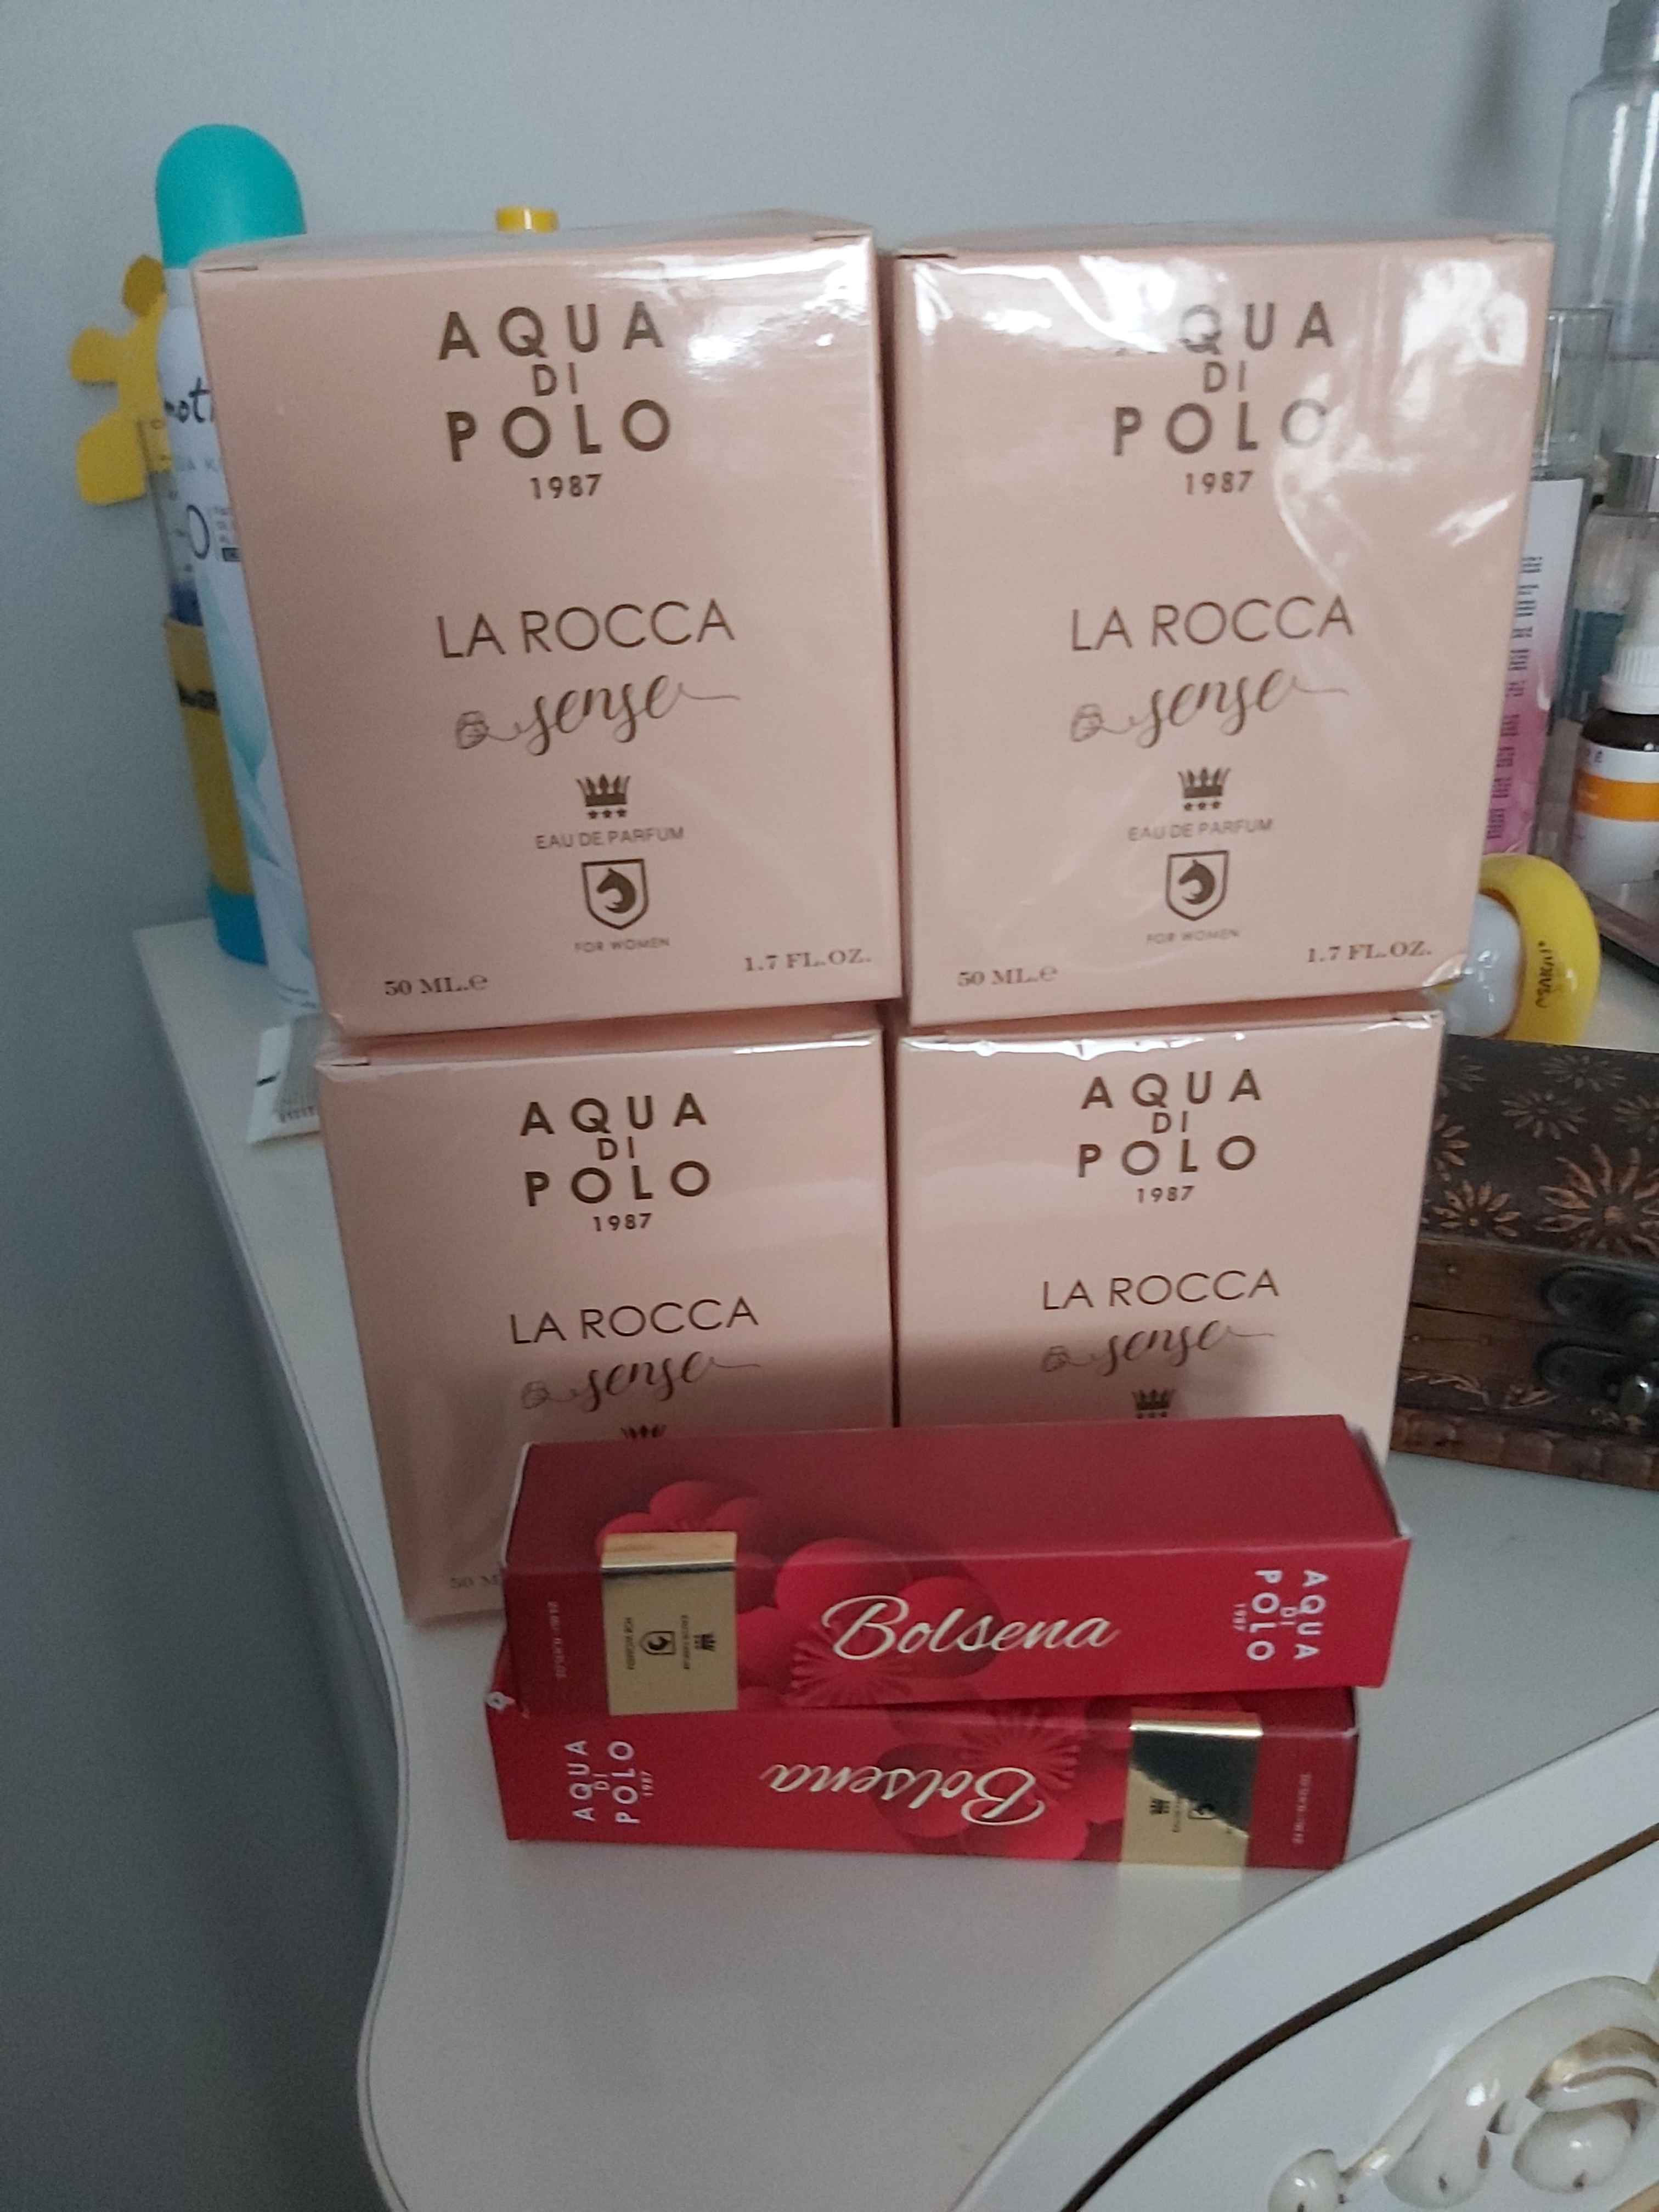 AQUA
DI
POLO
1987
LA ROCCA
sense
EAU DE PARFUM
FOR WOMEN
50 ML.e
1.7 FL.OZ.
AQUA
DI
POLO
1987
LA ROCCA
sense
EAU DE PARFUM
FOR WOMEN
50 ML.e
1.7 FL.OZ.
AQUA
DI
POLO
1987
LA ROCCA
sense
50 M
AQUA
DI
POLO
1987
LA ROCCA
sense
Bolsena
AQUA
DI
POLO
1987
FOR WOMEN
AQUA
DI
POLO
1987
Bolsena